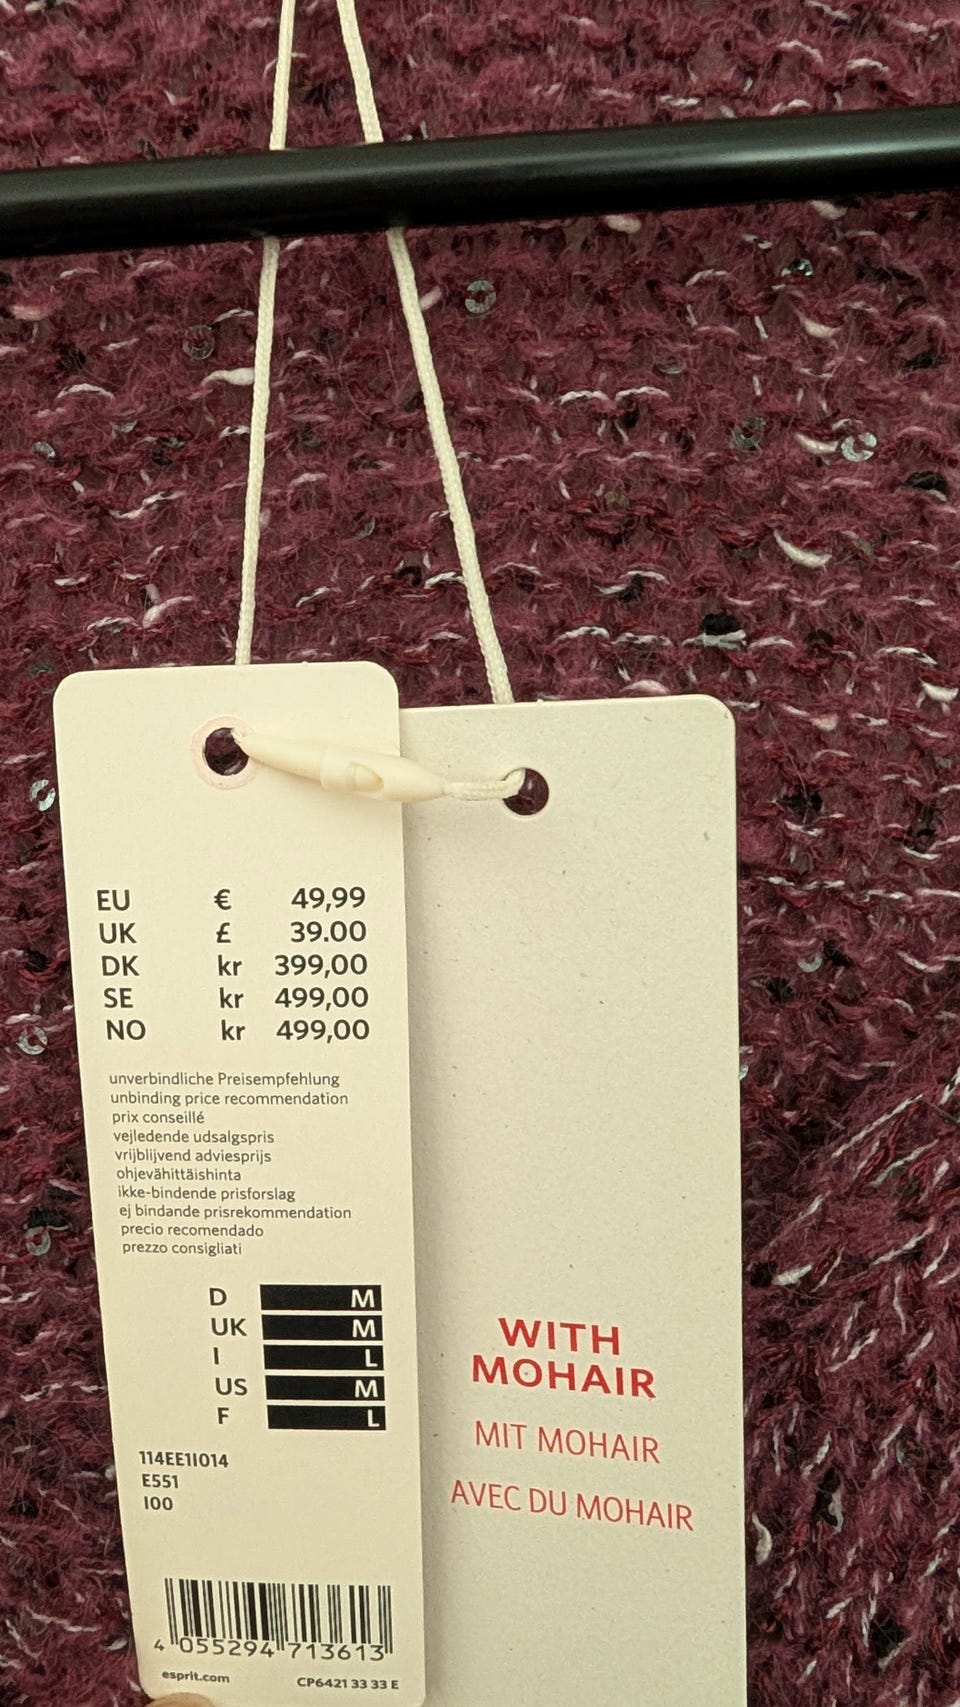 EU € 49,99
UK £ 39.00
DK kr 399,00
SE kr 499,00
NO kr 499,00
unverbindliche Preisempfehlung
unbinding price recommendation
prix conseillé
vejledende udsalgspris
vrijblijvend adviesprijs
ohjevähittäishinta
ikke-bindende prisforslag
ej bindande prisrekommendation
precio recomendado
prezzo consigliati
D M
UK M
I L
US M
F L
114EE1I014
E551
100
4 055294 713613
esprit.com CP6421 33 33 E
WITH
MOHAIR
MIT MOHAIR
AVEC DU MOHAIR